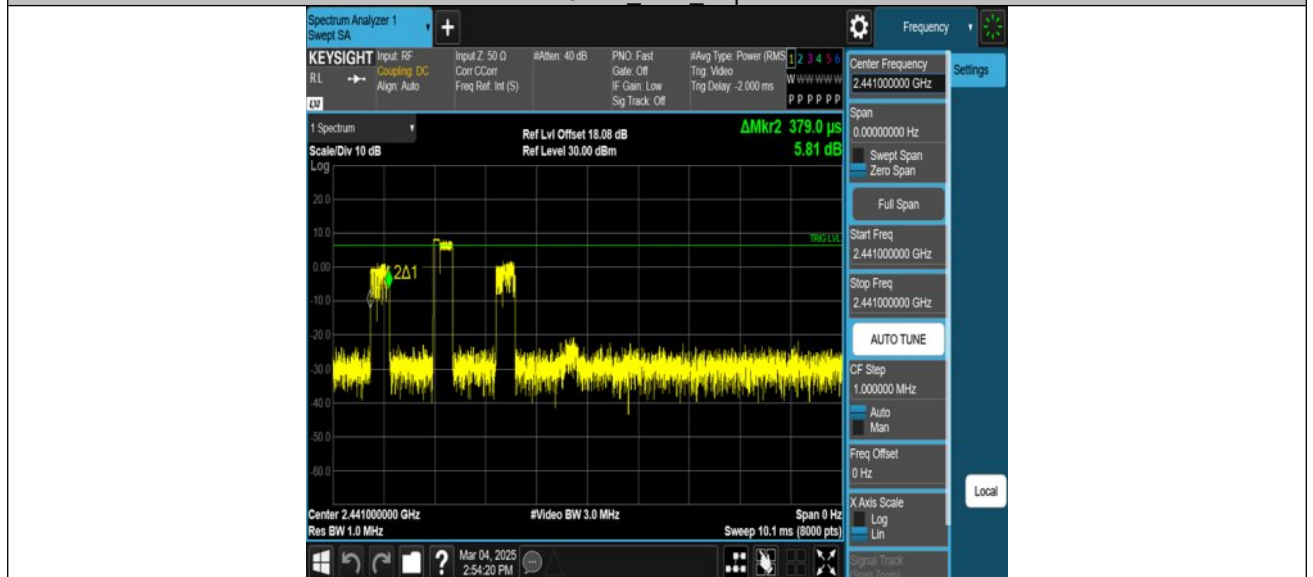 Spectrum Analyzer 1
Swept SA
+
Frequency
KEYSIGHT
RL
LXI
Input: RF
Coupling: DC
Align: Auto
Input Z: 50 Ω
Corr CCorr
Freq Ref: Int (S)
#Atten: 40 dB
PNO: Fast
Gate: Off
IF Gain: Low
Sig Track: Off
#Avg Type: Power (RMS
Trig: Video
Trig Delay: -2.000 ms
1 2 3 4 5 6
W W W W W W
P P P P P P
1 Spectrum
Scale/Div 10 dB
Log
Ref Lvl Offset 18.08 dB
Ref Level 30.00 dBm
ΔMkr2 379.0 µs
5.81 dB
20.0
10.0
0.00
-10.0
-20.0
-30.0
-40.0
-50.0
-60.0
TRIG LVL
2Δ1
Center 2.441000000 GHz
Res BW 1.0 MHz
#Video BW 3.0 MHz
Span 0 Hz
Sweep 10.1 ms (8000 pts)
Mar 04, 2025
2:54:20 PM
?
Center Frequency
2.441000000 GHz
Settings
Span
0.00000000 Hz
Swept Span
Zero Span
Full Span
Start Freq
2.441000000 GHz
Stop Freq
2.441000000 GHz
AUTO TUNE
CF Step
1.000000 MHz
Auto
Man
Freq Offset
0 Hz
X Axis Scale
Log
Lin
Local
Signal Track
(Span Zoom)